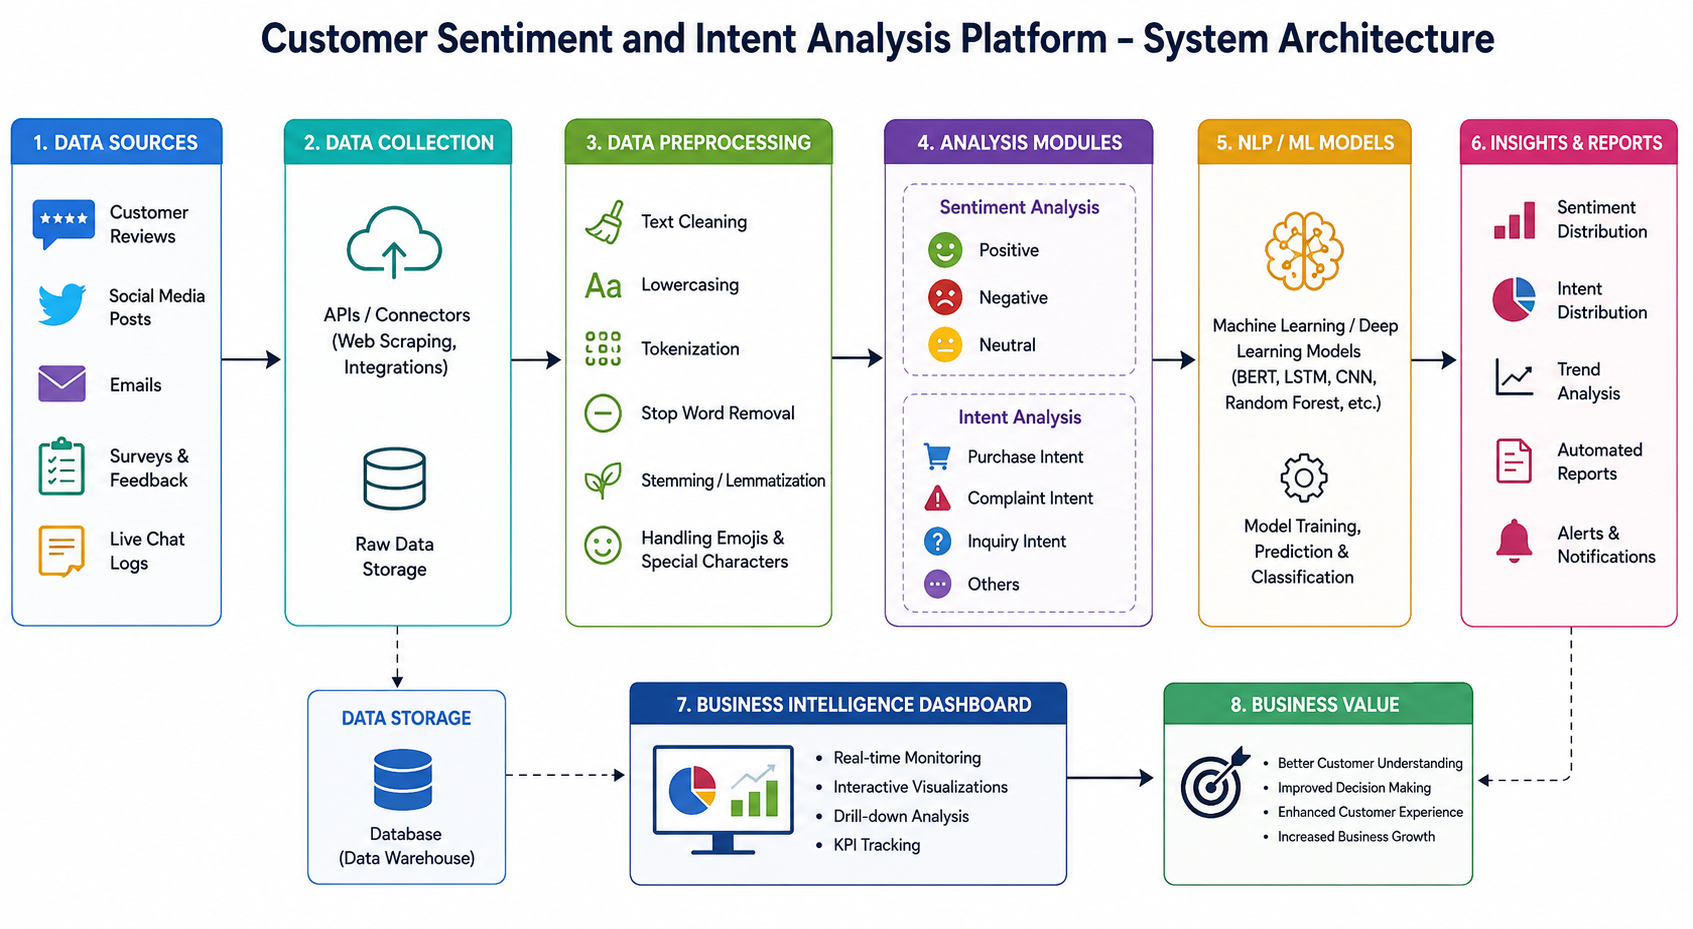 Customer Sentiment and Intent Analysis Platform – System Architecture
1. DATA SOURCES
Customer
Reviews
Social Media
Posts
Emails
Surveys &
Feedback
Live Chat
Logs
2. DATA COLLECTION
APIs / Connectors
(Web Scraping,
Integrations)
Raw Data
Storage
3. DATA PREPROCESSING
Text Cleaning
Aa
Lowercasing
Tokenization
Stop Word Removal
Stemming / Lemmatization
Handling Emojis &
Special Characters
4. ANALYSIS MODULES
Sentiment Analysis
Positive
Negative
Neutral
Intent Analysis
Purchase Intent
Complaint Intent
Inquiry Intent
Others
5. NLP / ML MODELS
Machine Learning / Deep
Learning Models
(BERT, LSTM, CNN,
Random Forest, etc.)
Model Training,
Prediction &
Classification
6. INSIGHTS & REPORTS
Sentiment
Distribution
Intent
Distribution
Trend
Analysis
Automated
Reports
Alerts &
Notifications
DATA STORAGE
Database
(Data Warehouse)
7. BUSINESS INTELLIGENCE DASHBOARD
• Real-time Monitoring
• Interactive Visualizations
• Drill-down Analysis
• KPI Tracking
8. BUSINESS VALUE
• Better Customer Understanding
• Improved Decision Making
• Enhanced Customer Experience
• Increased Business Growth